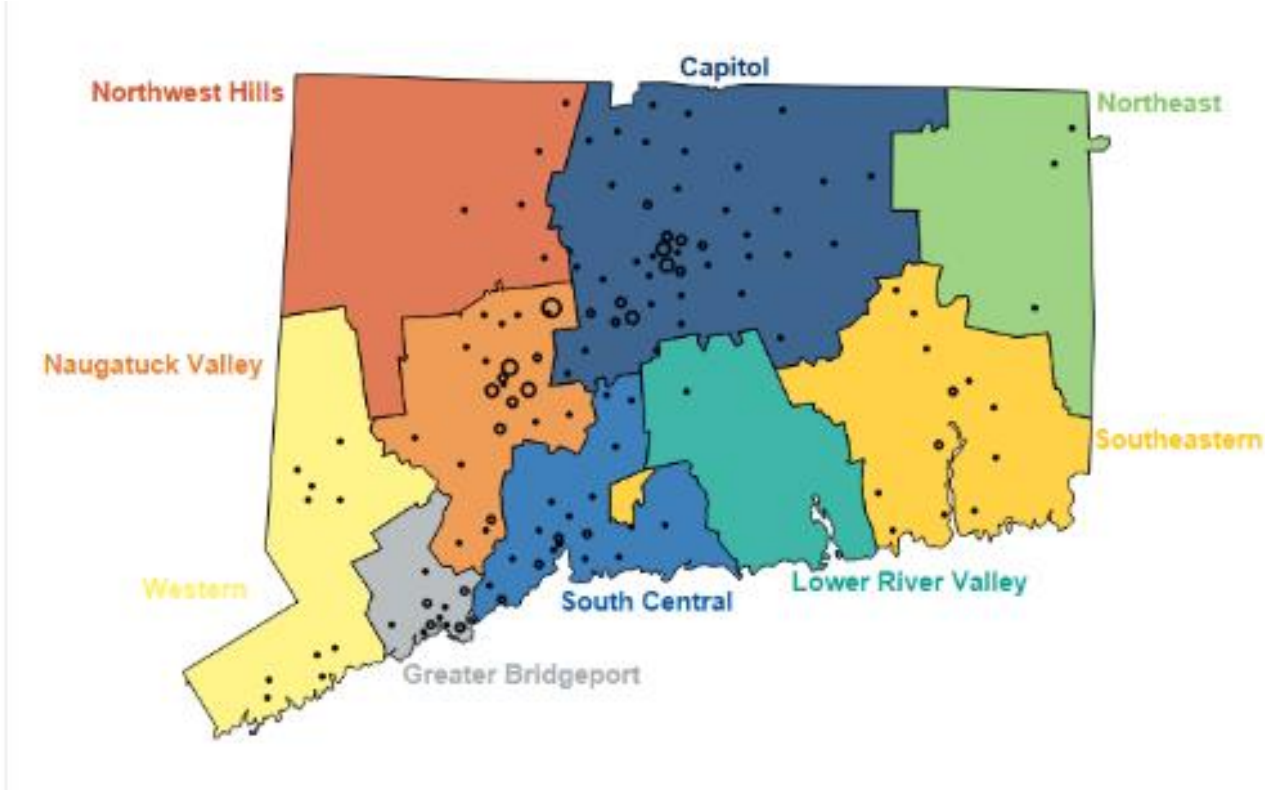 Capitol
Northwest Hills
Northeast
Naugatuck Valley
Southeastern
Western
Lower River Valley
South Central
Greater Bridgeport